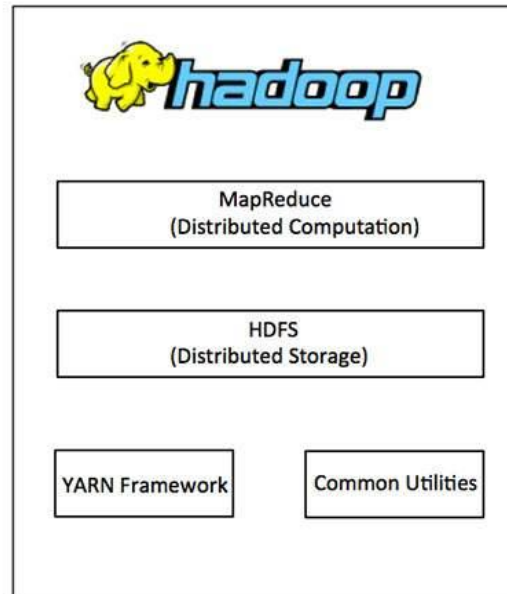 hadoop
MapReduce
(Distributed Computation)
HDFS
(Distributed Storage)
YARN Framework
Common Utilities